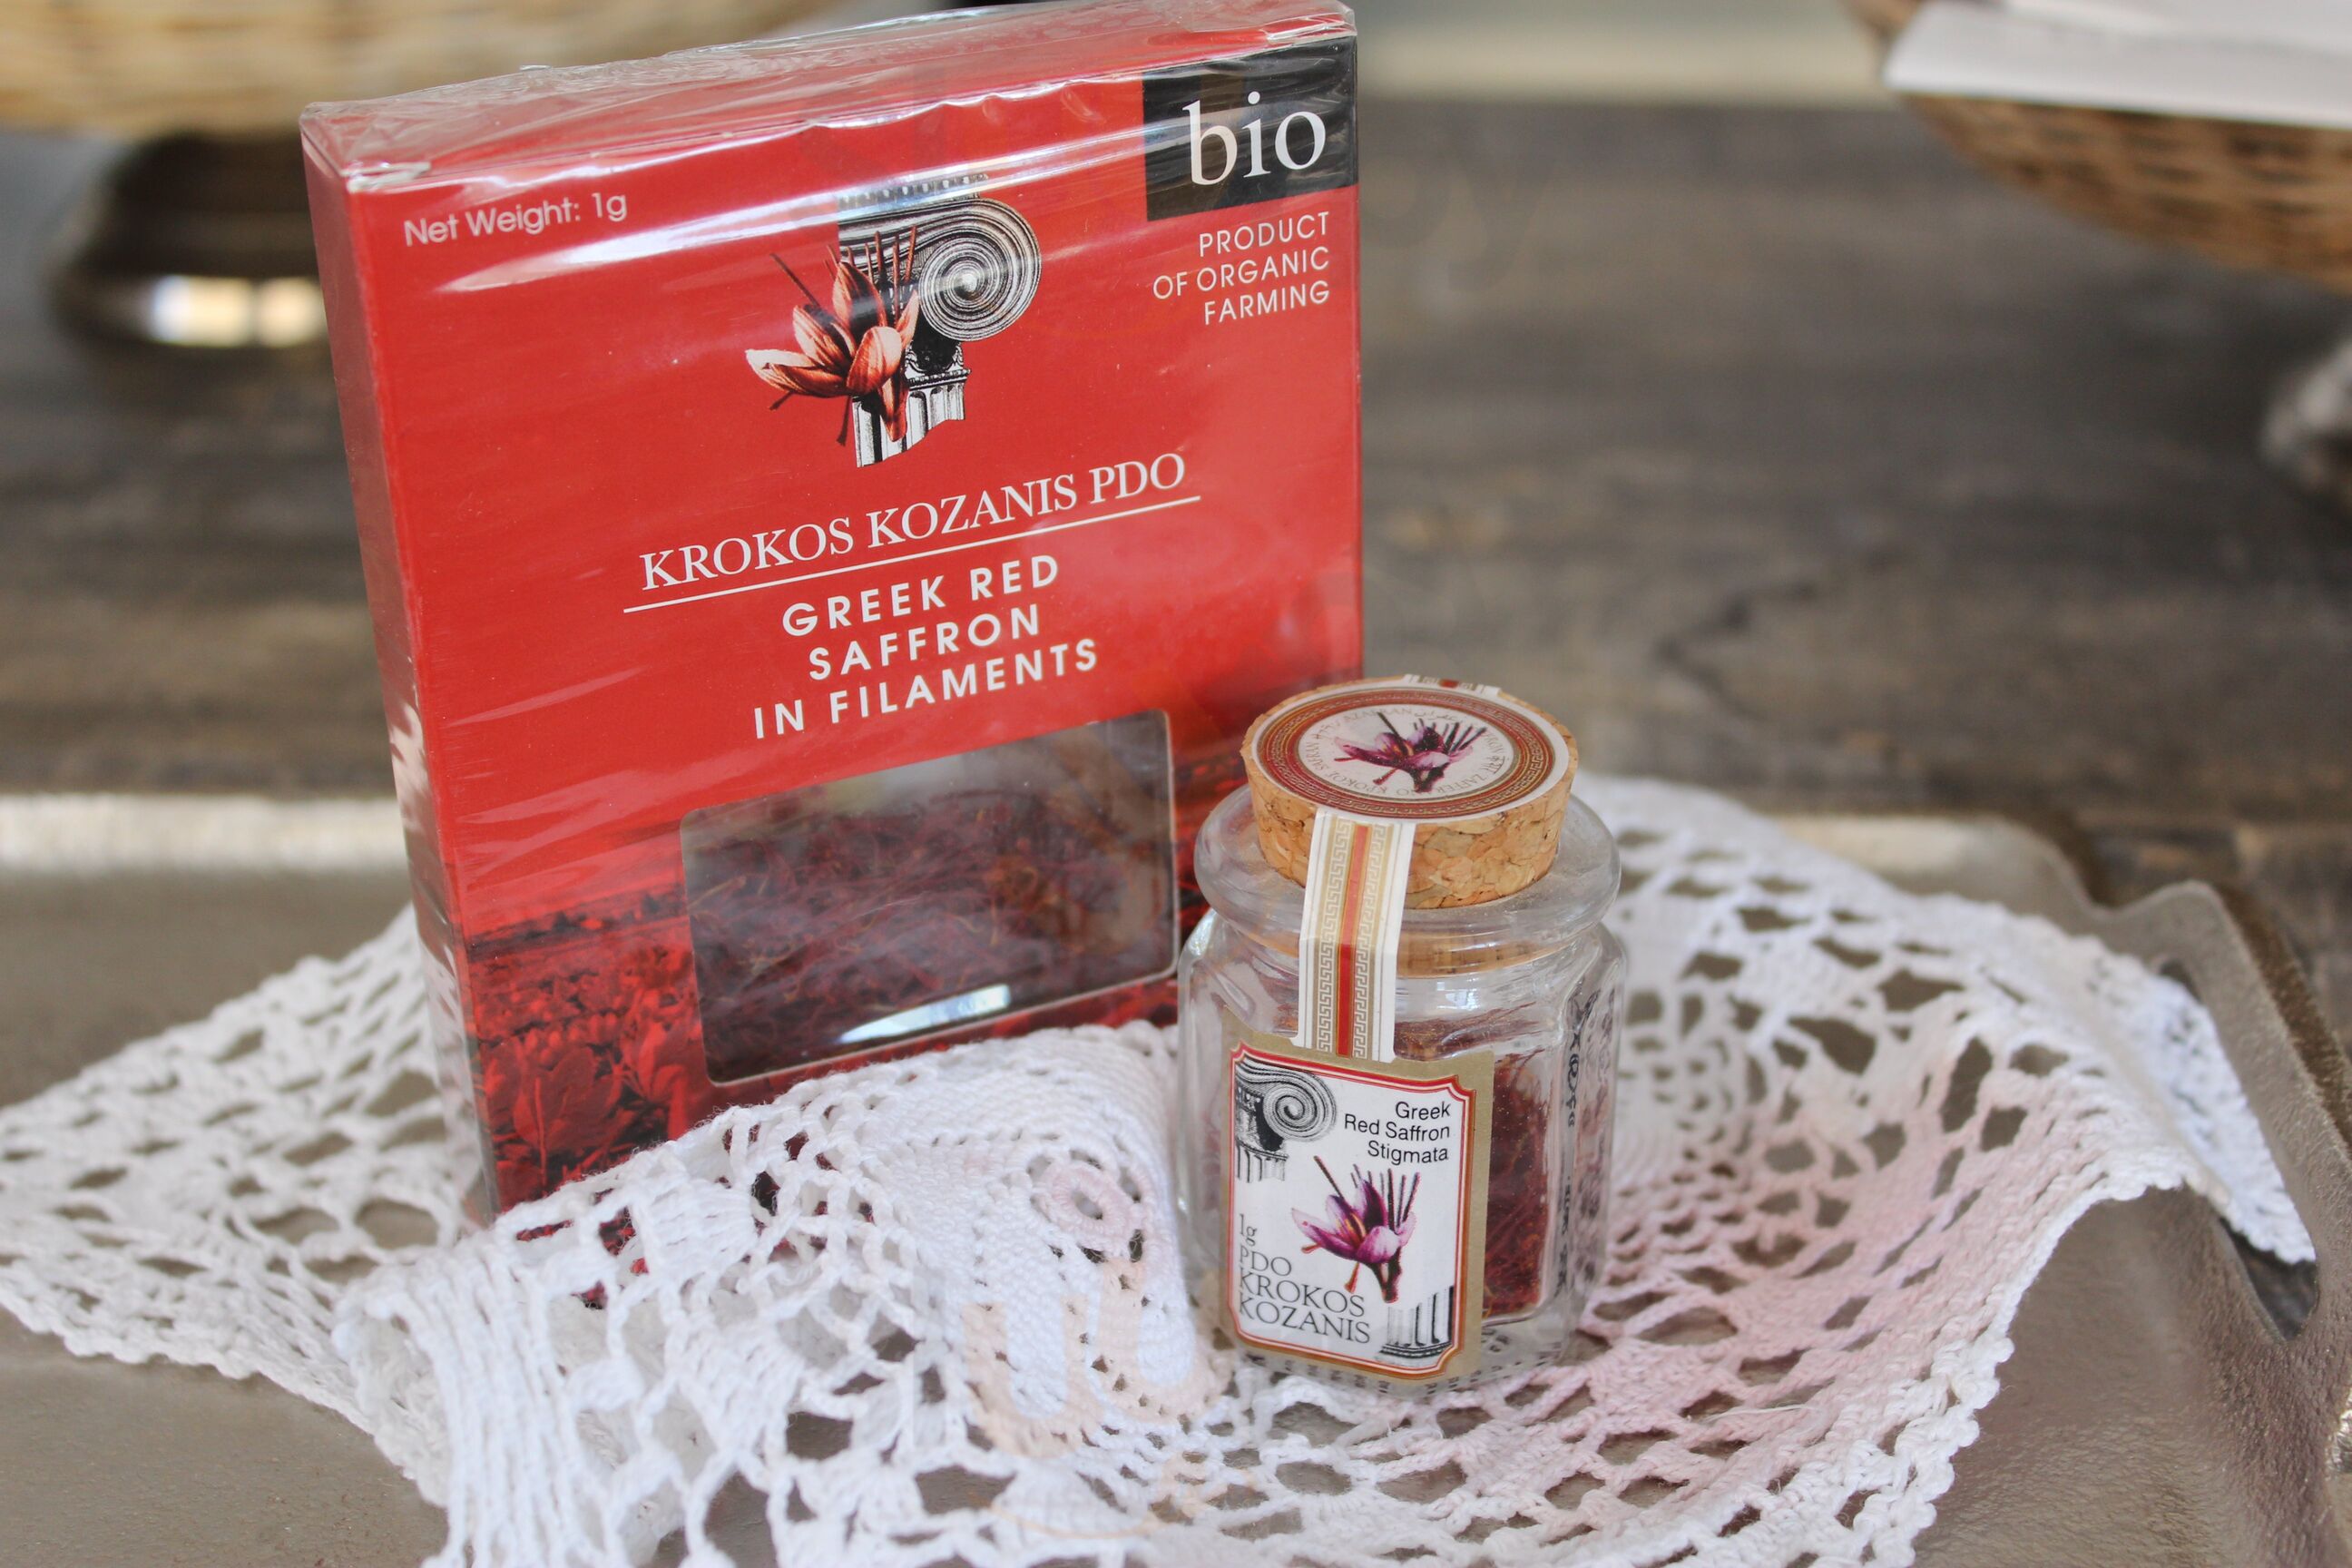 Net Weight: 1g
bio
PRODUCT
OF ORGANIC
FARMING
KROKOS KOZANIS PDO
GREEK RED
SAFFRON
IN FILAMENTS
Greek
Red Saffron
Stigmata
1g
PDO
KROKOS
KOZANIS